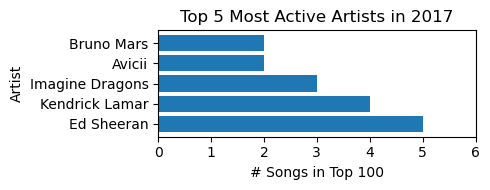 Top 5 Most Active Artists in 2017
Artist
Bruno Mars
Avicii
Imagine Dragons
Kendrick Lamar
Ed Sheeran
0 1 2 3 4 5 6
# Songs in Top 100